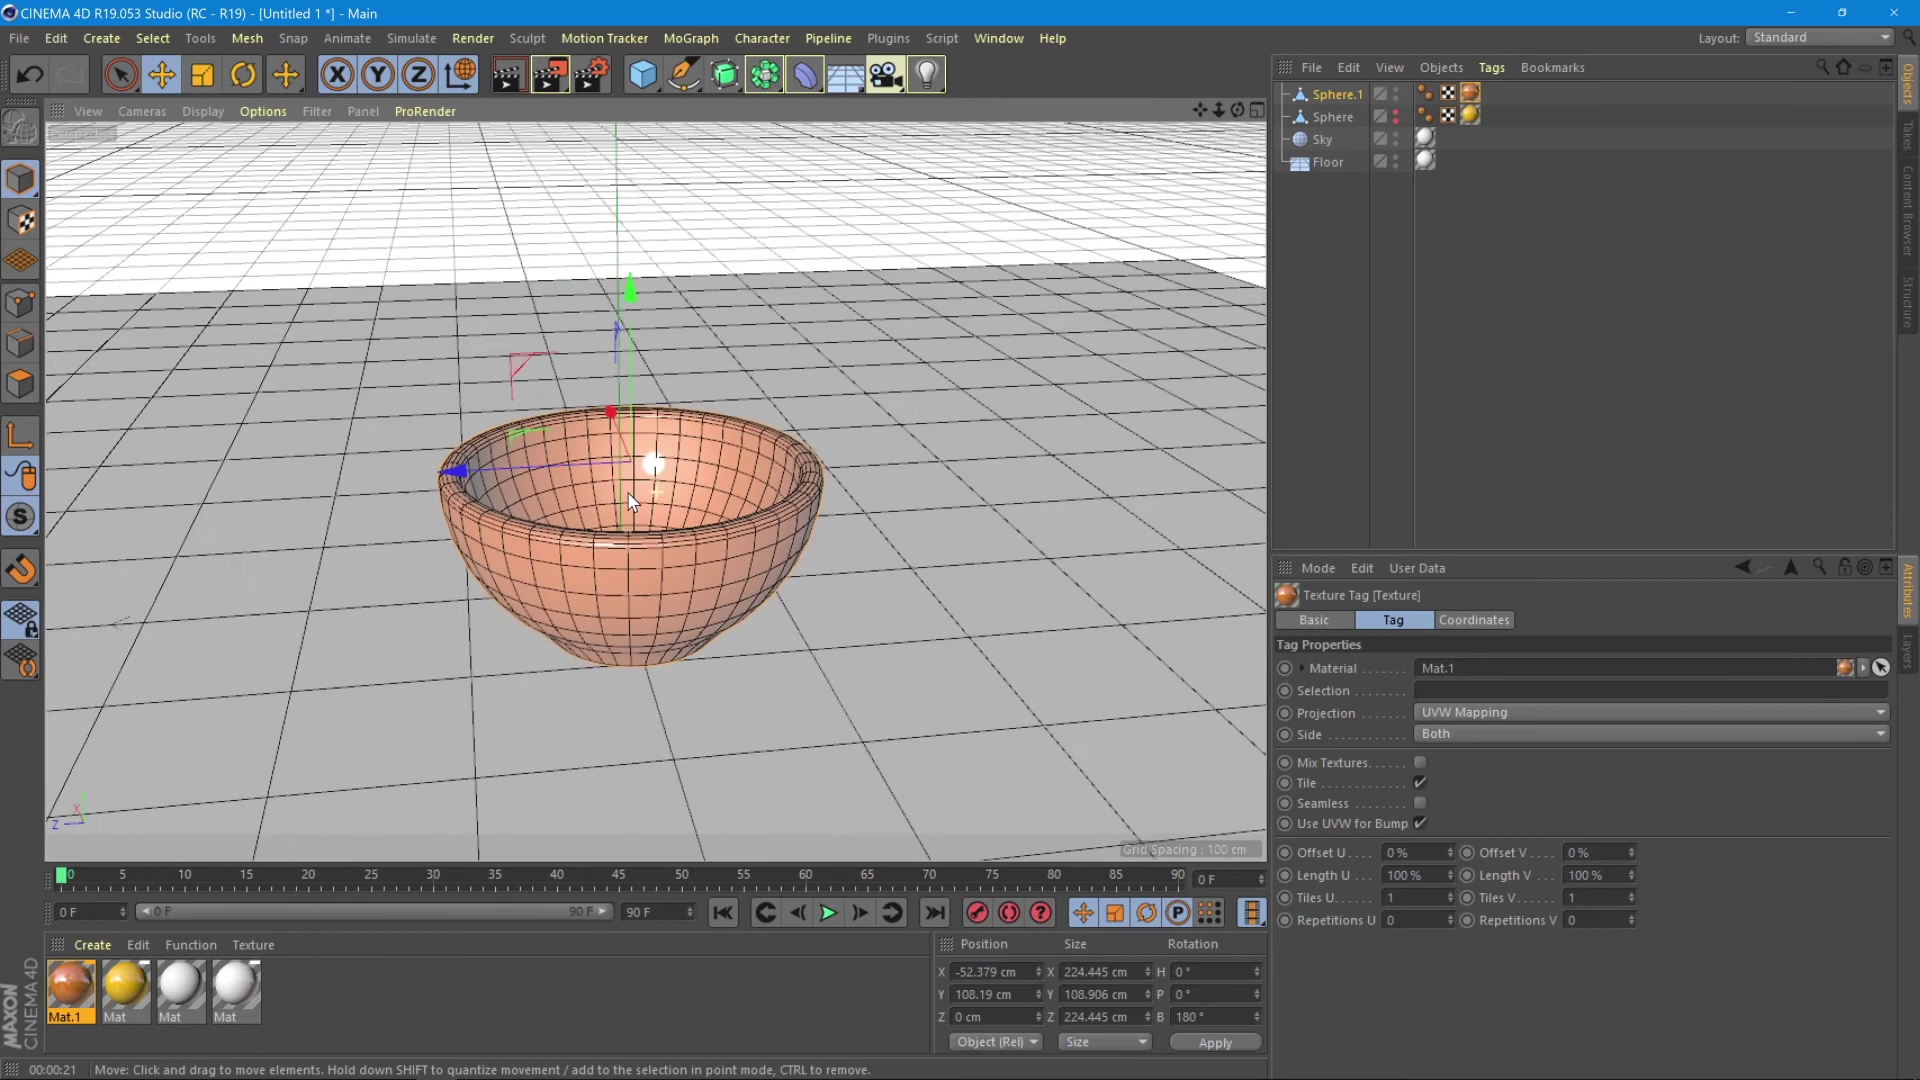 CINEMA 4D R19.053 Studio (RC - R19) - [Untitled 1 *] - Main
File Edit Create Select Tools Mesh Snap Animate Simulate Render Sculpt Motion Tracker MoGraph Character Pipeline Plugins Script Window Help
Layout: Standard
X Y Z
View Cameras Display Options Filter Panel ProRender
File Edit View Objects Tags Bookmarks
Sphere.1
Sphere
Sky
Floor
Objects
Takes
Content Browser
Structure
Grid Spacing : 100 cm
X
Z
S
Mode Edit User Data
Texture Tag [Texture]
Basic Tag Coordinates
Tag Properties
Material Mat.1
Selection
Projection UVW Mapping
Side Both
Mix Textures
Tile
Seamless
Use UVW for Bump
Offset U 0 % Offset V 0 %
Length U 100 % Length V 100 %
Tiles U 1 Tiles V 1
Repetitions U 0 Repetitions V 0
Attributes
Layers
0 5 10 15 20 25 30 35 40 45 50 55 60 65 70 75 80 85 90 0 F
0 F 0 F 90 F 90 F
P
Create Edit Function Texture
Mat.1 Mat Mat Mat
Position Size Rotation
X -52.379 cm X 224.445 cm H 0 °
Y 108.19 cm Y 108.906 cm P 0 °
Z 0 cm Z 224.445 cm B 180 °
Object (Rel) Size Apply
MAXON
CINEMA 4D
00:00:21 Move: Click and drag to move elements. Hold down SHIFT to quantize movement / add to the selection in point mode, CTRL to remove.